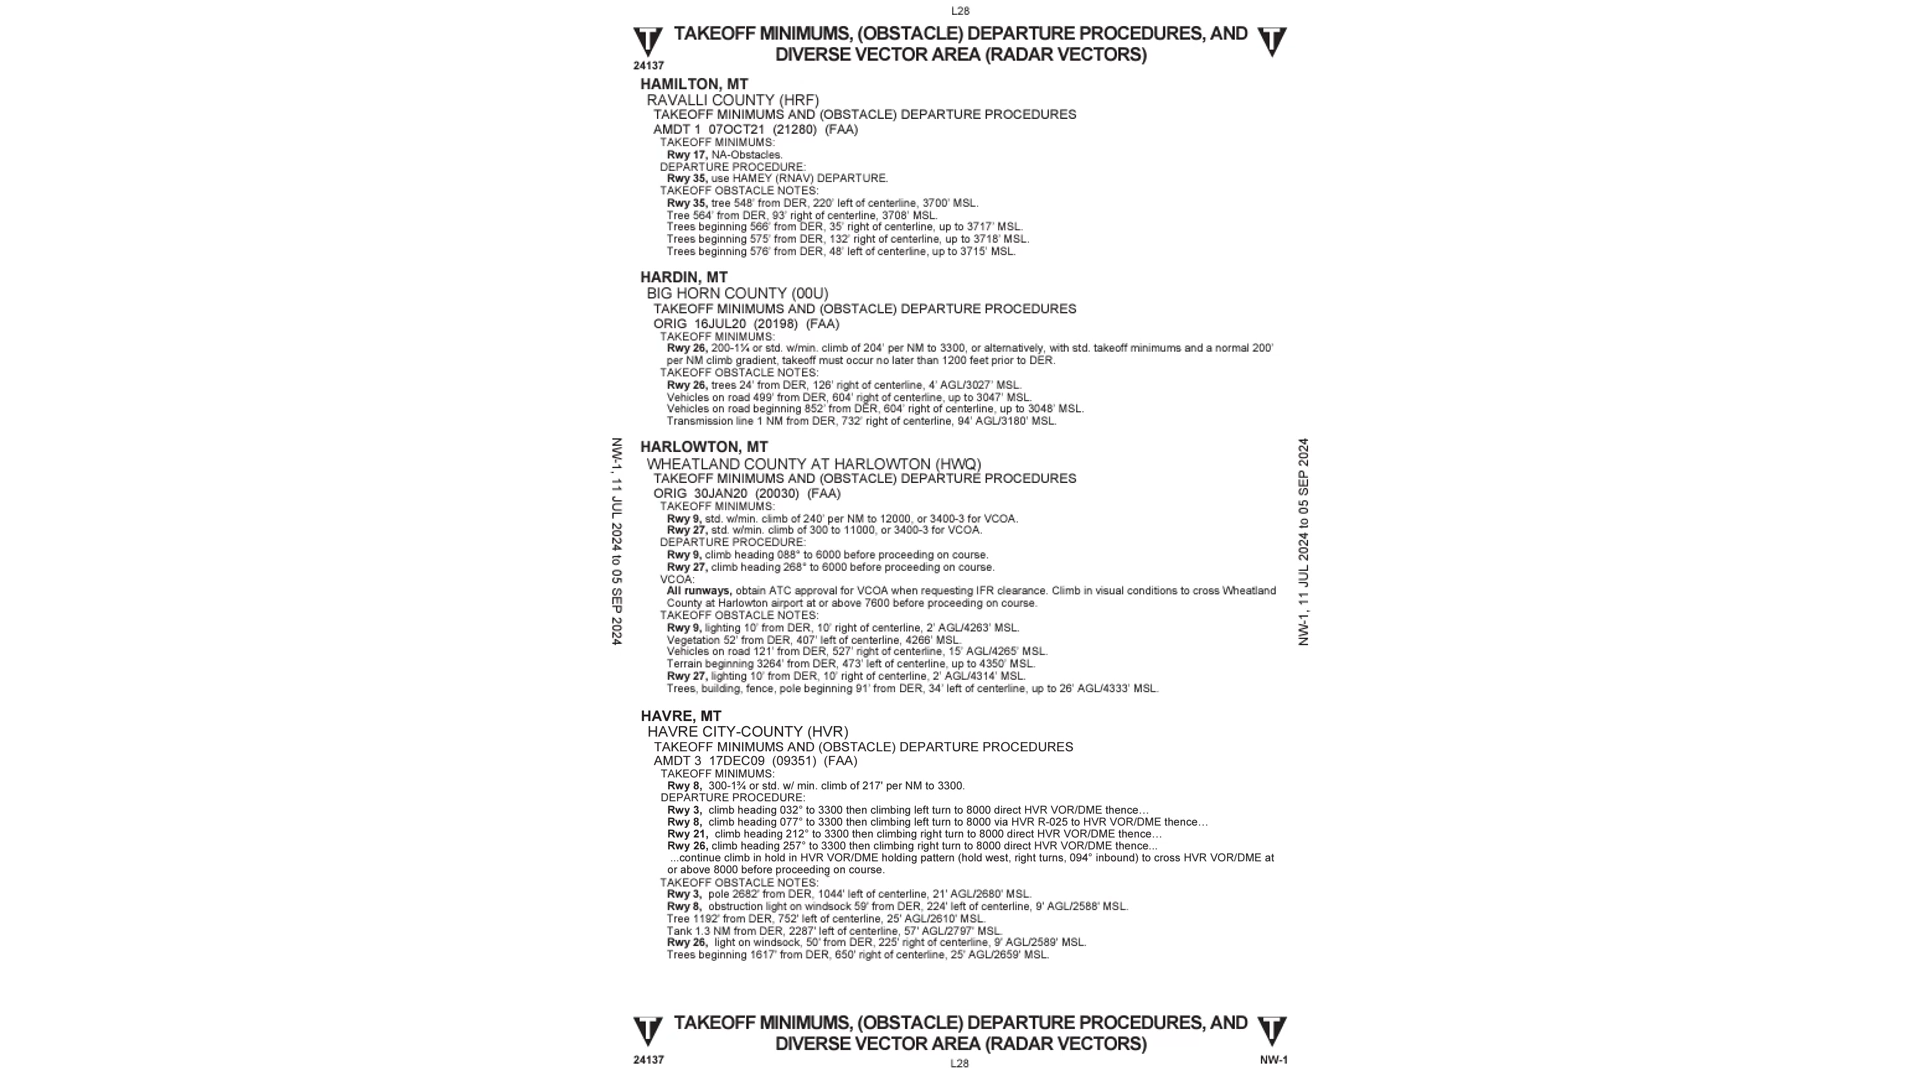 L28
T TAKEOFF MINIMUMS, (OBSTACLE) DEPARTURE PROCEDURES, AND T
DIVERSE VECTOR AREA (RADAR VECTORS)
24137
HAMILTON, MT
RAVALLI COUNTY (HRF)
TAKEOFF MINIMUMS AND (OBSTACLE) DEPARTURE PROCEDURES
AMDT 1 07OCT21 (21280) (FAA)
TAKEOFF MINIMUMS:
Rwy 17, NA-Obstacles.
DEPARTURE PROCEDURE:
Rwy 35, use HAMEY (RNAV) DEPARTURE.
TAKEOFF OBSTACLE NOTES:
Rwy 35, tree 548' from DER, 220' left of centerline, 3700' MSL.
Tree 564' from DER, 93' right of centerline, 3708' MSL.
Trees beginning 566' from DER, 35' right of centerline, up to 3717' MSL.
Trees beginning 575' from DER, 132' right of centerline, up to 3718' MSL.
Trees beginning 576' from DER, 48' left of centerline, up to 3715' MSL.
HARDIN, MT
BIG HORN COUNTY (00U)
TAKEOFF MINIMUMS AND (OBSTACLE) DEPARTURE PROCEDURES
ORIG 16JUL20 (20198) (FAA)
TAKEOFF MINIMUMS:
Rwy 26, 200-1¼ or std. w/min. climb of 204' per NM to 3300, or alternatively, with std. takeoff minimums and a normal 200'
per NM climb gradient, takeoff must occur no later than 1200 feet prior to DER.
TAKEOFF OBSTACLE NOTES:
Rwy 26, trees 24' from DER, 126' right of centerline, 4' AGL/3027' MSL.
Vehicles on road 499' from DER, 604' right of centerline, up to 3047' MSL.
Vehicles on road beginning 852' from DER, 604' right of centerline, up to 3048' MSL.
Transmission line 1 NM from DER, 732' right of centerline, 94' AGL/3180' MSL.
HARLOWTON, MT
WHEATLAND COUNTY AT HARLOWTON (HWQ)
TAKEOFF MINIMUMS AND (OBSTACLE) DEPARTURE PROCEDURES
ORIG 30JAN20 (20030) (FAA)
TAKEOFF MINIMUMS:
Rwy 9, std. w/min. climb of 240' per NM to 12000, or 3400-3 for VCOA.
Rwy 27, std. w/min. climb of 300 to 11000, or 3400-3 for VCOA.
DEPARTURE PROCEDURE:
Rwy 9, climb heading 088° to 6000 before proceeding on course.
Rwy 27, climb heading 268° to 6000 before proceeding on course.
VCOA:
All runways, obtain ATC approval for VCOA when requesting IFR clearance. Climb in visual conditions to cross Wheatland
County at Harlowton airport at or above 7600 before proceeding on course.
TAKEOFF OBSTACLE NOTES:
Rwy 9, lighting 10' from DER, 10' right of centerline, 2' AGL/4263' MSL.
Vegetation 52' from DER, 407' left of centerline, 4266' MSL.
Vehicles on road 121' from DER, 527' right of centerline, 15' AGL/4265' MSL.
Terrain beginning 3264' from DER, 473' left of centerline, up to 4350' MSL.
Rwy 27, lighting 10' from DER, 10' right of centerline, 2' AGL/4314' MSL.
Trees, building, fence, pole beginning 91' from DER, 34' left of centerline, up to 26' AGL/4333' MSL.
HAVRE, MT
HAVRE CITY-COUNTY (HVR)
TAKEOFF MINIMUMS AND (OBSTACLE) DEPARTURE PROCEDURES
AMDT 3 17DEC09 (09351) (FAA)
TAKEOFF MINIMUMS:
Rwy 8, 300-1¾ or std. w/ min. climb of 217' per NM to 3300.
DEPARTURE PROCEDURE:
Rwy 3, climb heading 032° to 3300 then climbing left turn to 8000 direct HVR VOR/DME thence...
Rwy 8, climb heading 077° to 3300 then climbing left turn to 8000 via HVR R-025 to HVR VOR/DME thence...
Rwy 21, climb heading 212° to 3300 then climbing right turn to 8000 direct HVR VOR/DME thence...
Rwy 26, climb heading 257° to 3300 then climbing right turn to 8000 direct HVR VOR/DME thence...
...continue climb in hold in HVR VOR/DME holding pattern (hold west, right turns, 094° inbound) to cross HVR VOR/DME at
or above 8000 before proceeding on course.
TAKEOFF OBSTACLE NOTES:
Rwy 3, pole 2682' from DER, 1044' left of centerline, 21' AGL/2680' MSL.
Rwy 8, obstruction light on windsock 59' from DER, 224' left of centerline, 9' AGL/2588' MSL.
Tree 1192' from DER, 752' left of centerline, 25' AGL/2610' MSL.
Tank 1.3 NM from DER, 2287' left of centerline, 57' AGL/2797' MSL.
Rwy 26, light on windsock, 50' from DER, 225' right of centerline, 9' AGL/2589' MSL.
Trees beginning 1617' from DER, 650' right of centerline, 25' AGL/2659' MSL.
NW-1, 11 JUL 2024 to 05 SEP 2024
NW-1, 11 JUL 2024 to 05 SEP 2024
T TAKEOFF MINIMUMS, (OBSTACLE) DEPARTURE PROCEDURES, AND T
DIVERSE VECTOR AREA (RADAR VECTORS)
24137
L28
NW-1